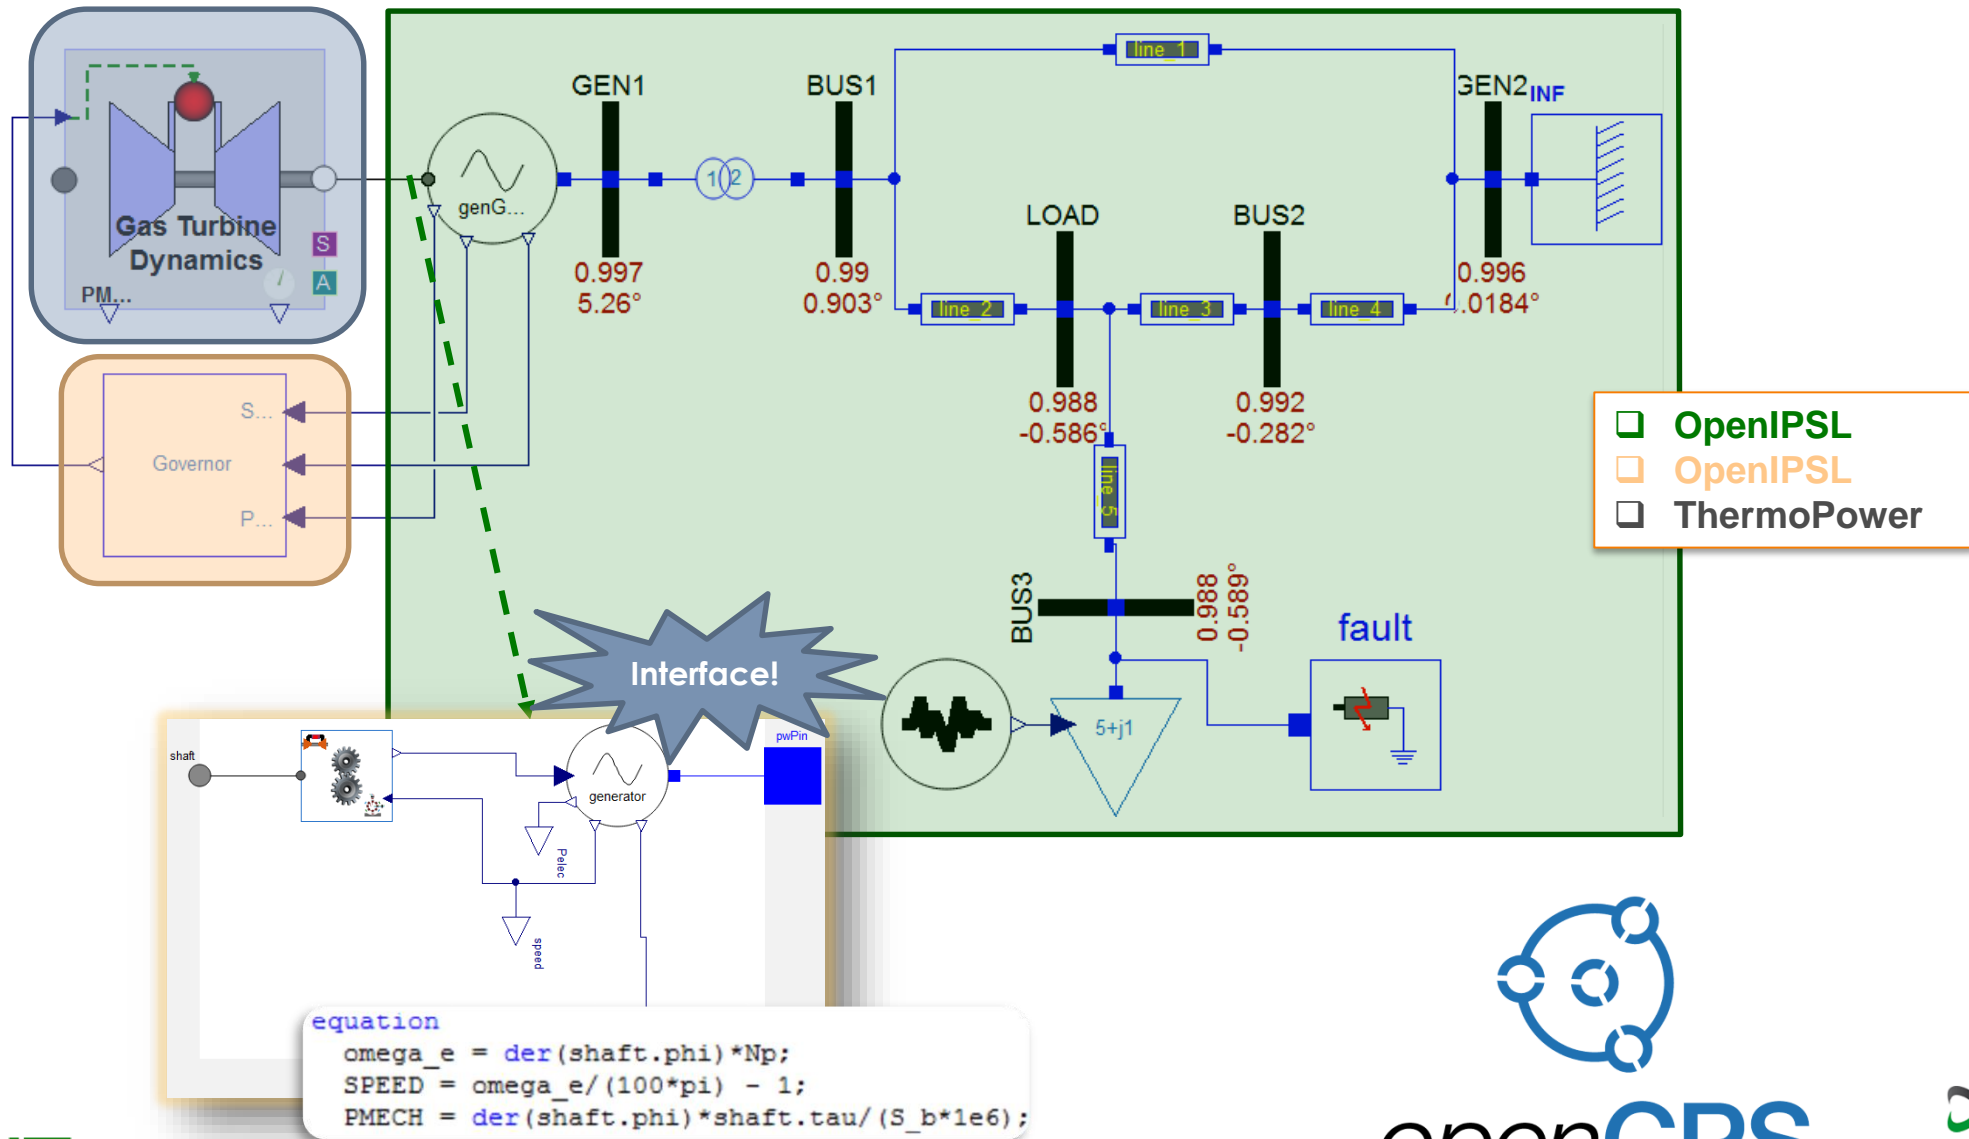 Gas Turbine
Dynamics
PM...
S
A
S...
Governor
P...
genG...
GEN1
0.997
5.26°
1 2
BUS1
0.99
0.903°
line_1
GEN2
INF
0.996
.0184°
LOAD
0.988
-0.586°
BUS2
0.992
-0.282°
line_2
line_3
line_4
line_5
BUS3
0.988
-0.589°
fault
5+j1
OpenIPSL
OpenIPSL
ThermoPower
Interface!
shaft
generator
pwPin
Pelec
speed
equation
omega_e = der(shaft.phi)*Np;
SPEED = omega_e/(100*pi) - 1;
PMECH = der(shaft.phi)*shaft.tau/(S_b*1e6);
openCPS